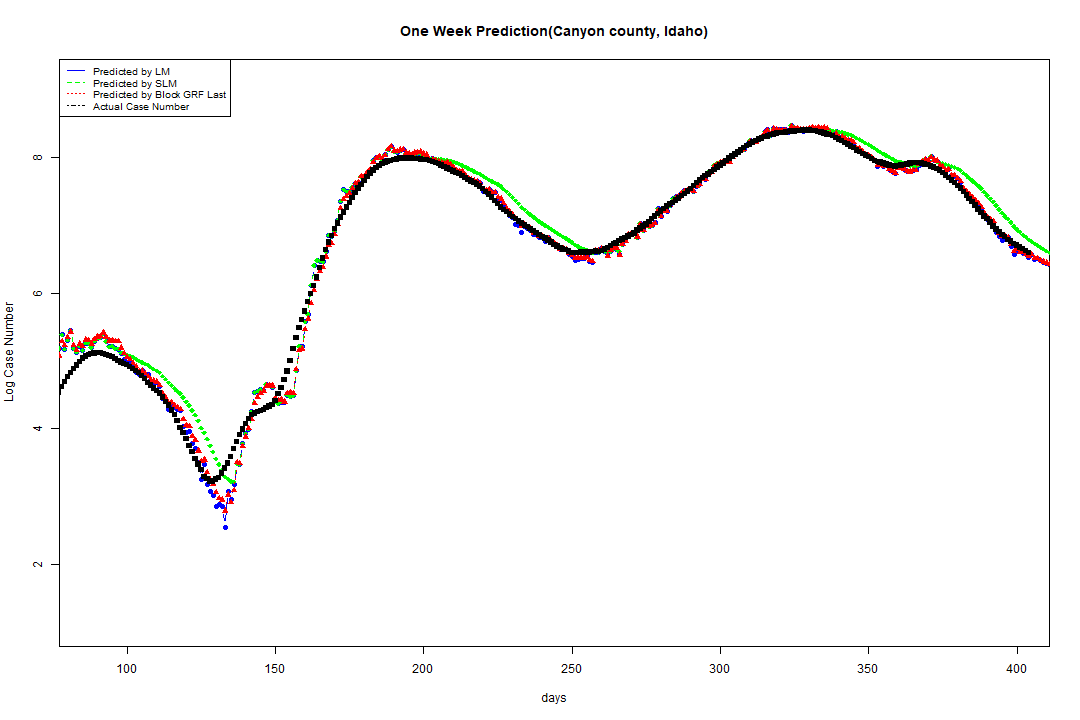 One Week Prediction(Canyon county, Idaho)
Predicted by LM
Predicted by SLM
Predicted by Block GRF Last
Actual Case Number
Log Case Number
8
6
4
2
100 150 200 250 300 350 400
days